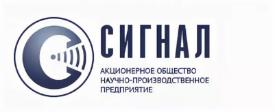 СИГНАЛ
АКЦИОНЕРНОЕ ОБЩЕСТВО
НАУЧНО-ПРОИЗВОДСТВЕННОЕ
ПРЕДПРИЯТИЕ